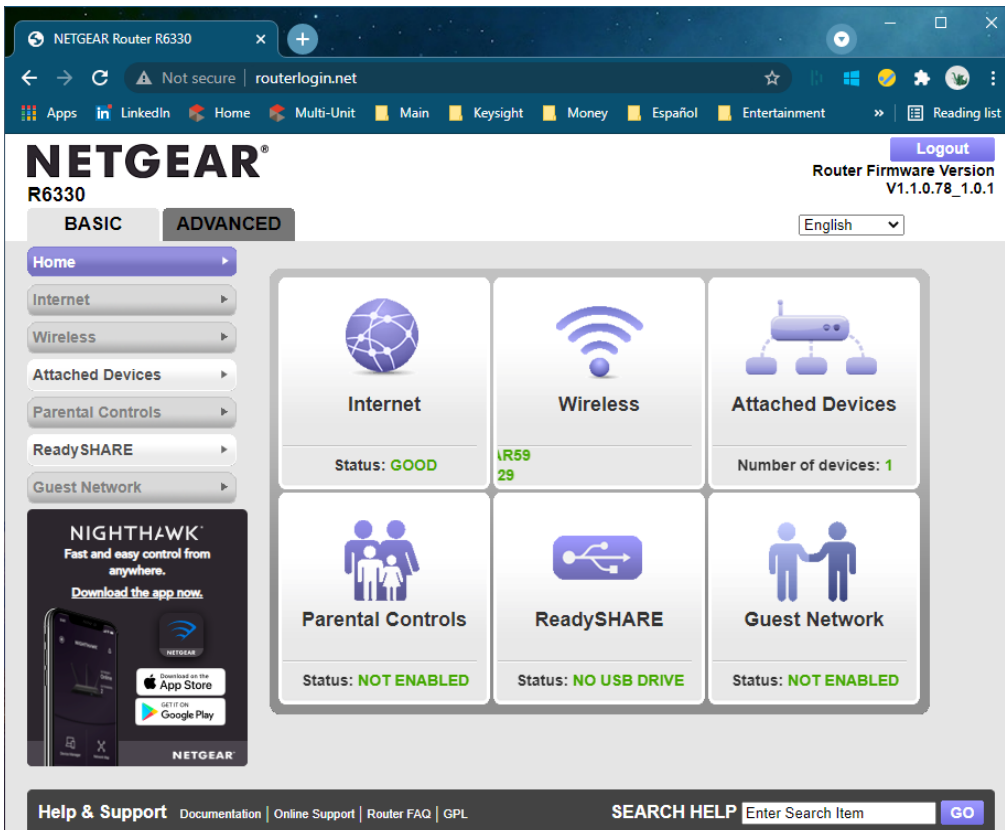 NETGEAR Router R6330
Not secure | routerlogin.net
Apps LinkedIn Home Multi-Unit Main Keysight Money Español Entertainment » Reading list
NETGEAR®
R6330
Logout
Router Firmware Version
V1.1.0.78_1.0.1
BASIC ADVANCED
English
Home
Internet
Wireless
Attached Devices
Parental Controls
ReadySHARE
Guest Network
Internet
Status: GOOD
Wireless
AR59
29
Attached Devices
Number of devices: 1
Parental Controls
Status: NOT ENABLED
ReadySHARE
Status: NO USB DRIVE
Guest Network
Status: NOT ENABLED
NIGHTHAWK
Fast and easy control from
anywhere.
Download the app now.
NETGEAR
Download on the
App Store
GET IT ON
Google Play
NETGEAR
Help & Support Documentation | Online Support | Router FAQ | GPL
SEARCH HELP Enter Search Item GO